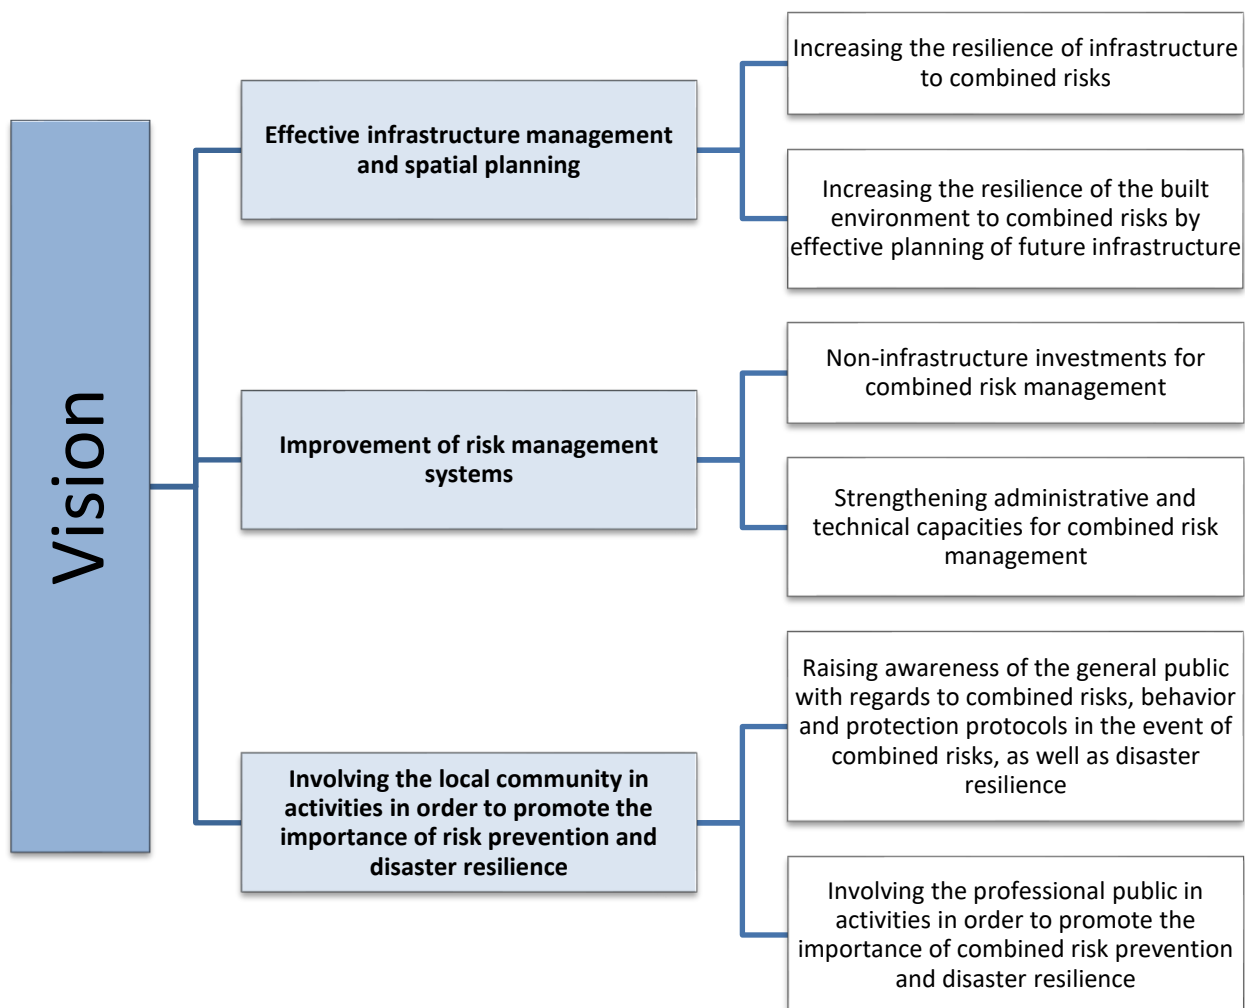 Vision
Effective infrastructure management
and spatial planning
Increasing the resilience of infrastructure
to combined risks
Increasing the resilience of the built
environment to combined risks by
effective planning of future infrastructure
Improvement of risk management
systems
Non-infrastructure investments for
combined risk management
Strengthening administrative and
technical capacities for combined risk
management
Involving the local community in
activities in order to promote the
importance of risk prevention and
disaster resilience
Raising awareness of the general public
with regards to combined risks, behavior
and protection protocols in the event of
combined risks, as well as disaster
resilience
Involving the professional public in
activities in order to promote the
importance of combined risk prevention
and disaster resilience